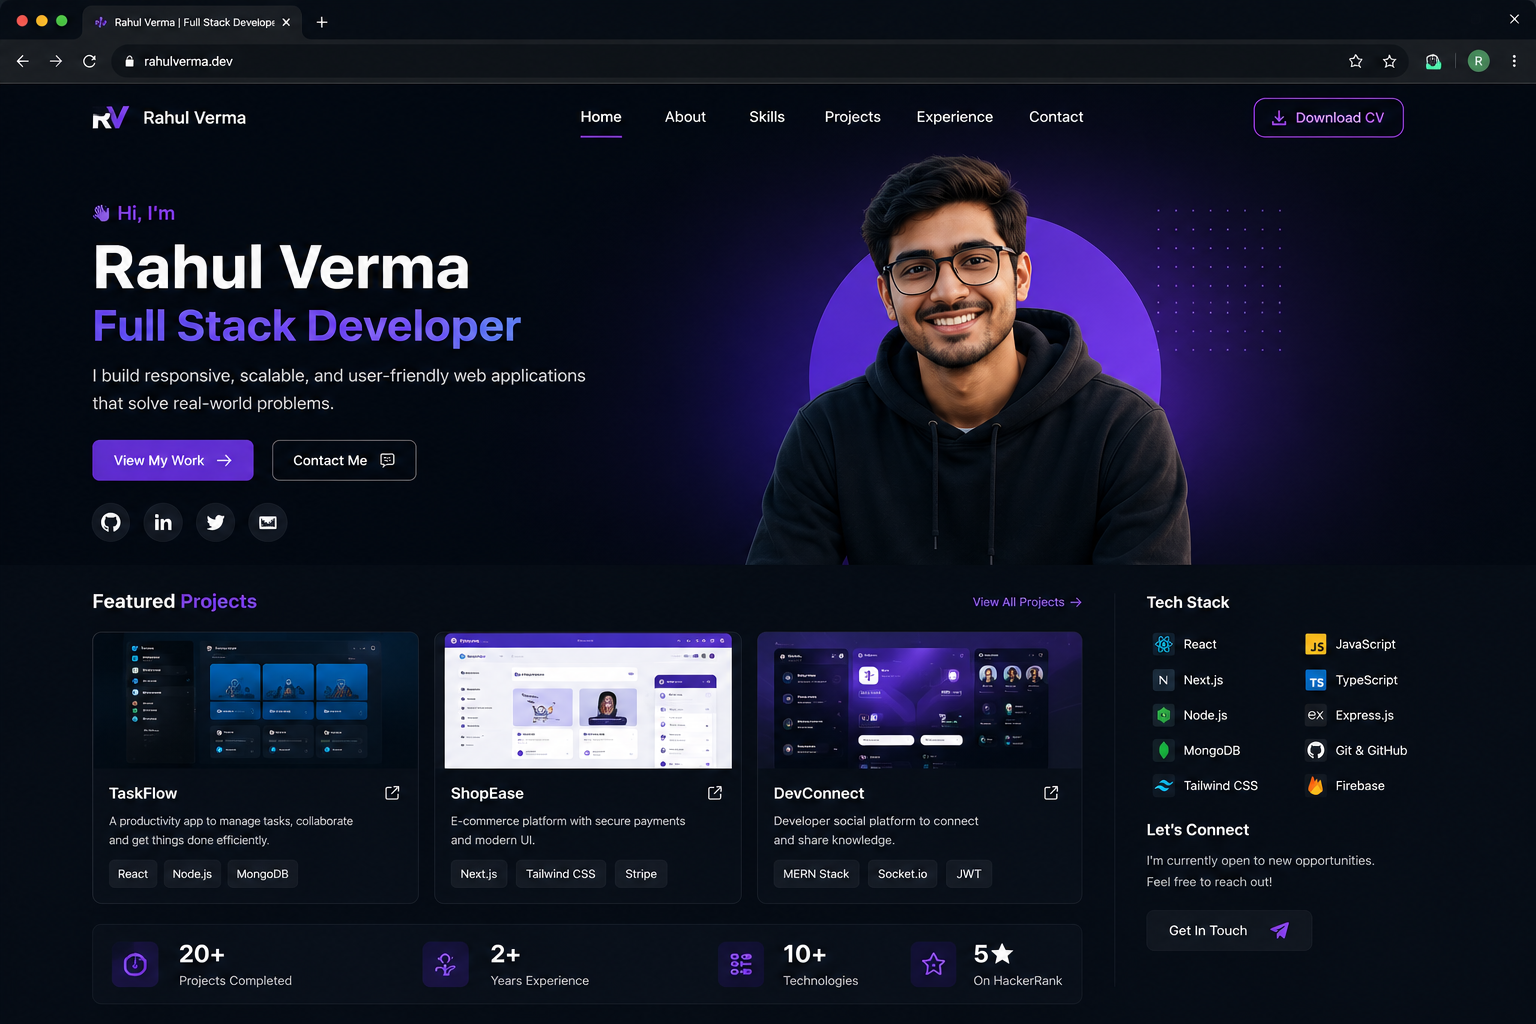 Rahul Verma | Full Stack Develope
rahulverma.dev
R
RV
Rahul Verma
Home
About
Skills
Projects
Experience
Contact
Download CV
Hi, I'm
Rahul Verma
Full Stack Developer
I build responsive, scalable, and user-friendly web applications
that solve real-world problems.
View My Work
Contact Me
in
Featured Projects
View All Projects
TaskFlow
A productivity app to manage tasks, collaborate
and get things done efficiently.
React
Node.js
MongoDB
ShopEase
E-commerce platform with secure payments
and modern UI.
Next.js
Tailwind CSS
Stripe
DevConnect
Developer social platform to connect
and share knowledge.
MERN Stack
Socket.io
JWT
20+
Projects Completed
2+
Years Experience
10+
Technologies
5★
On HackerRank
Tech Stack
React
JS JavaScript
N Next.js
TS TypeScript
Node.js
ex Express.js
MongoDB
Git & GitHub
Tailwind CSS
Firebase
Let's Connect
I'm currently open to new opportunities.
Feel free to reach out!
Get In Touch